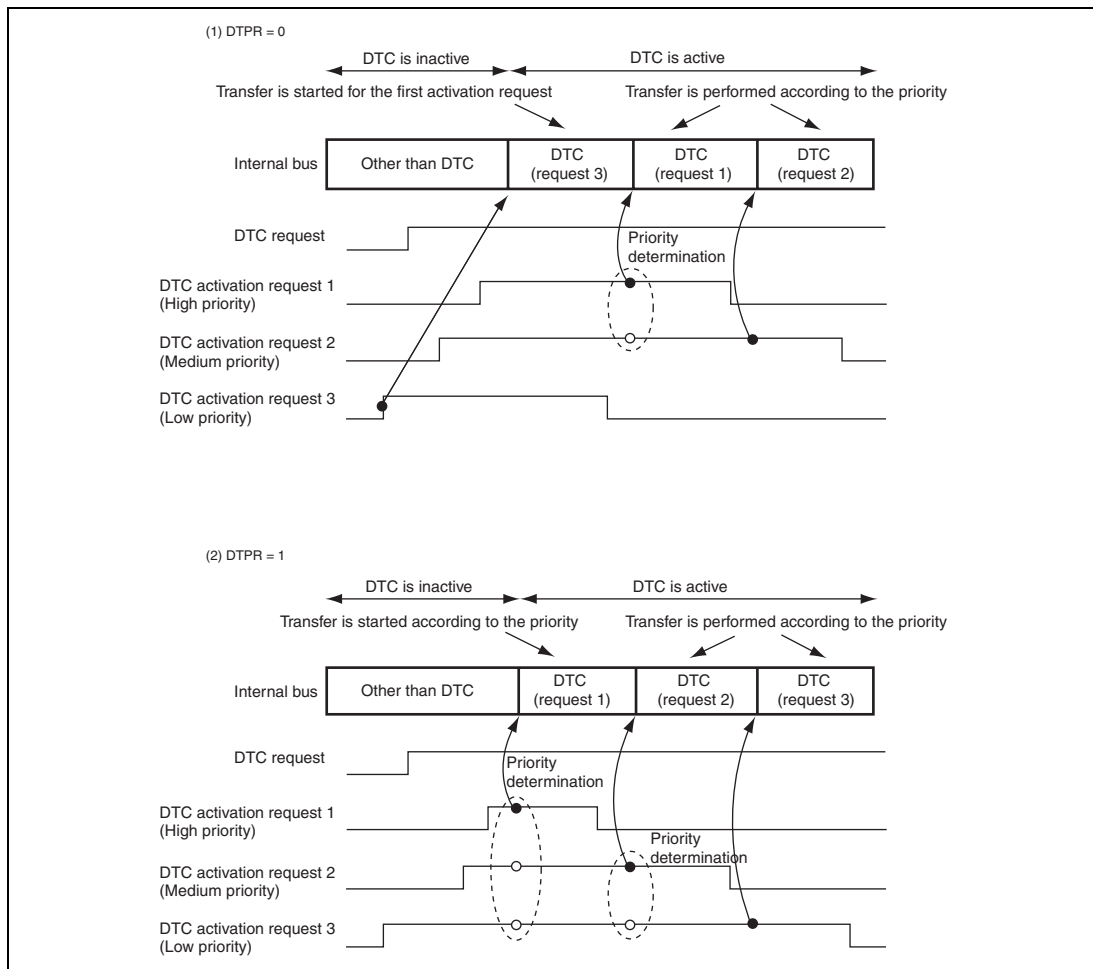 (1) DTPR = 0
DTC is inactive
DTC is active
Transfer is started for the first activation request
Transfer is performed according to the priority
Internal bus
Other than DTC
DTC
(request 3)
DTC
(request 1)
DTC
(request 2)
DTC request
Priority
determination
DTC activation request 1
(High priority)
DTC activation request 2
(Medium priority)
DTC activation request 3
(Low priority)
(2) DTPR = 1
DTC is inactive
DTC is active
Transfer is started according to the priority
Transfer is performed according to the priority
Internal bus
Other than DTC
DTC
(request 1)
DTC
(request 2)
DTC
(request 3)
DTC request
Priority
determination
DTC activation request 1
(High priority)
Priority
determination
DTC activation request 2
(Medium priority)
DTC activation request 3
(Low priority)